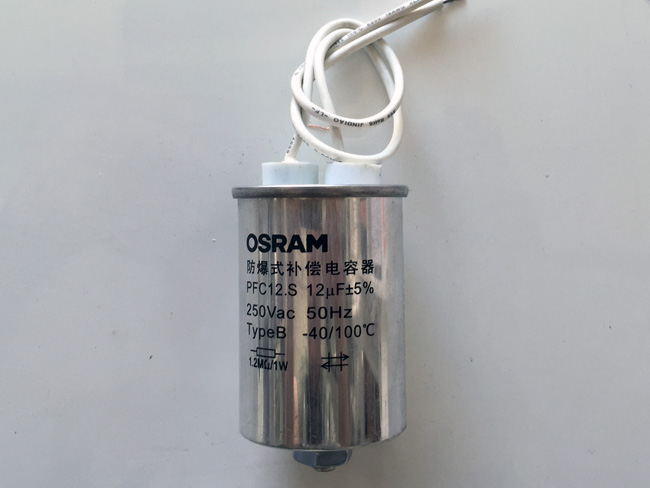 OSRAM
防爆式补偿电容器
PFC12.S 12μF±5%
250Vac 50Hz
TypeB -40/100℃
1.2MΩ/1W